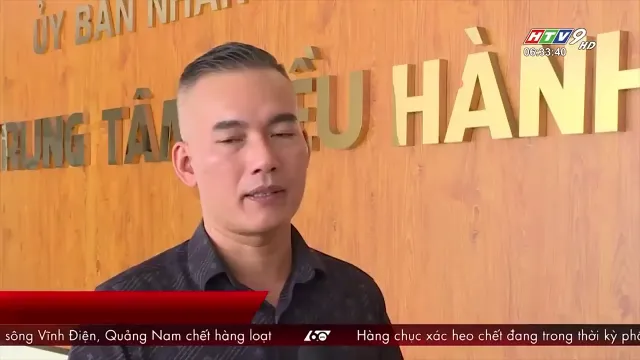 ỦY BAN NHÂN
HTV9 HD
06:33:40
TRUNG TÂM ĐIỀU HÀNH
sông Vĩnh Điện, Quảng Nam chết hàng loạt
60
Hàng chục xác heo chết đang trong thời kỳ